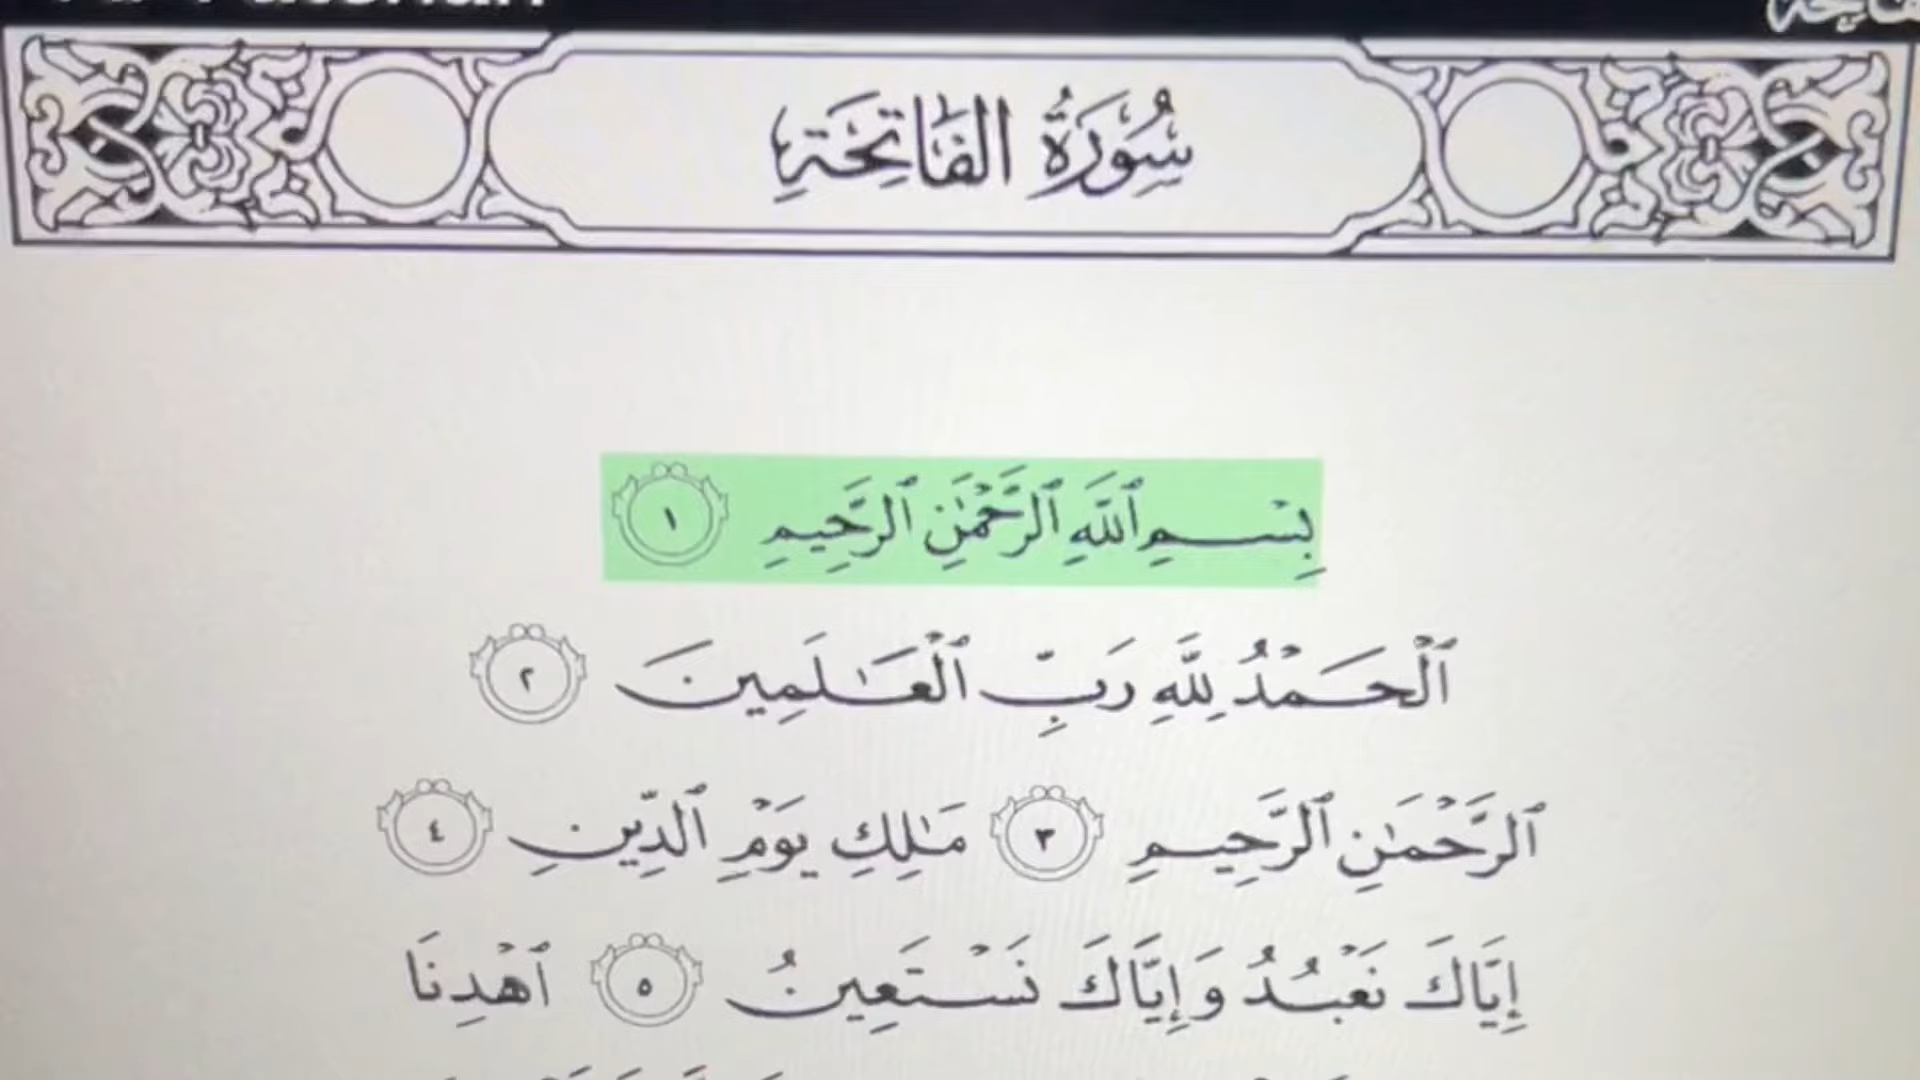 سُورَةُ الفَاتِحَةِ
بِسْمِ ٱللَّهِ ٱلرَّحْمَٰنِ ٱلرَّحِيمِ ١
ٱلْحَمْدُ لِلَّهِ رَبِّ ٱلْعَـٰلَمِينَ ٢
ٱلرَّحْمَـٰنِ ٱلرَّحِيمِ ٣ مَـٰلِكِ يَوْمِ ٱلدِّينِ ٤
إِيَّاكَ نَعْبُدُ وَإِيَّاكَ نَسْتَعِينُ ٥ ٱهْدِنَا